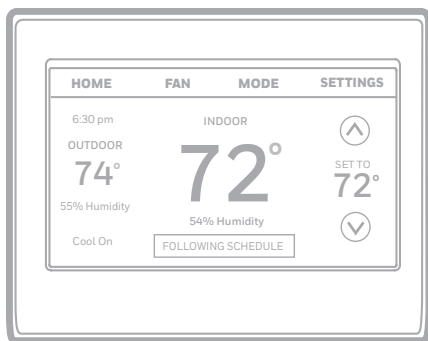 HOME FAN MODE SETTINGS
6:30 pm
OUTDOOR
74°
55% Humidity
Cool On
INDOOR
72°
54% Humidity
FOLLOWING SCHEDULE
SET TO
72°